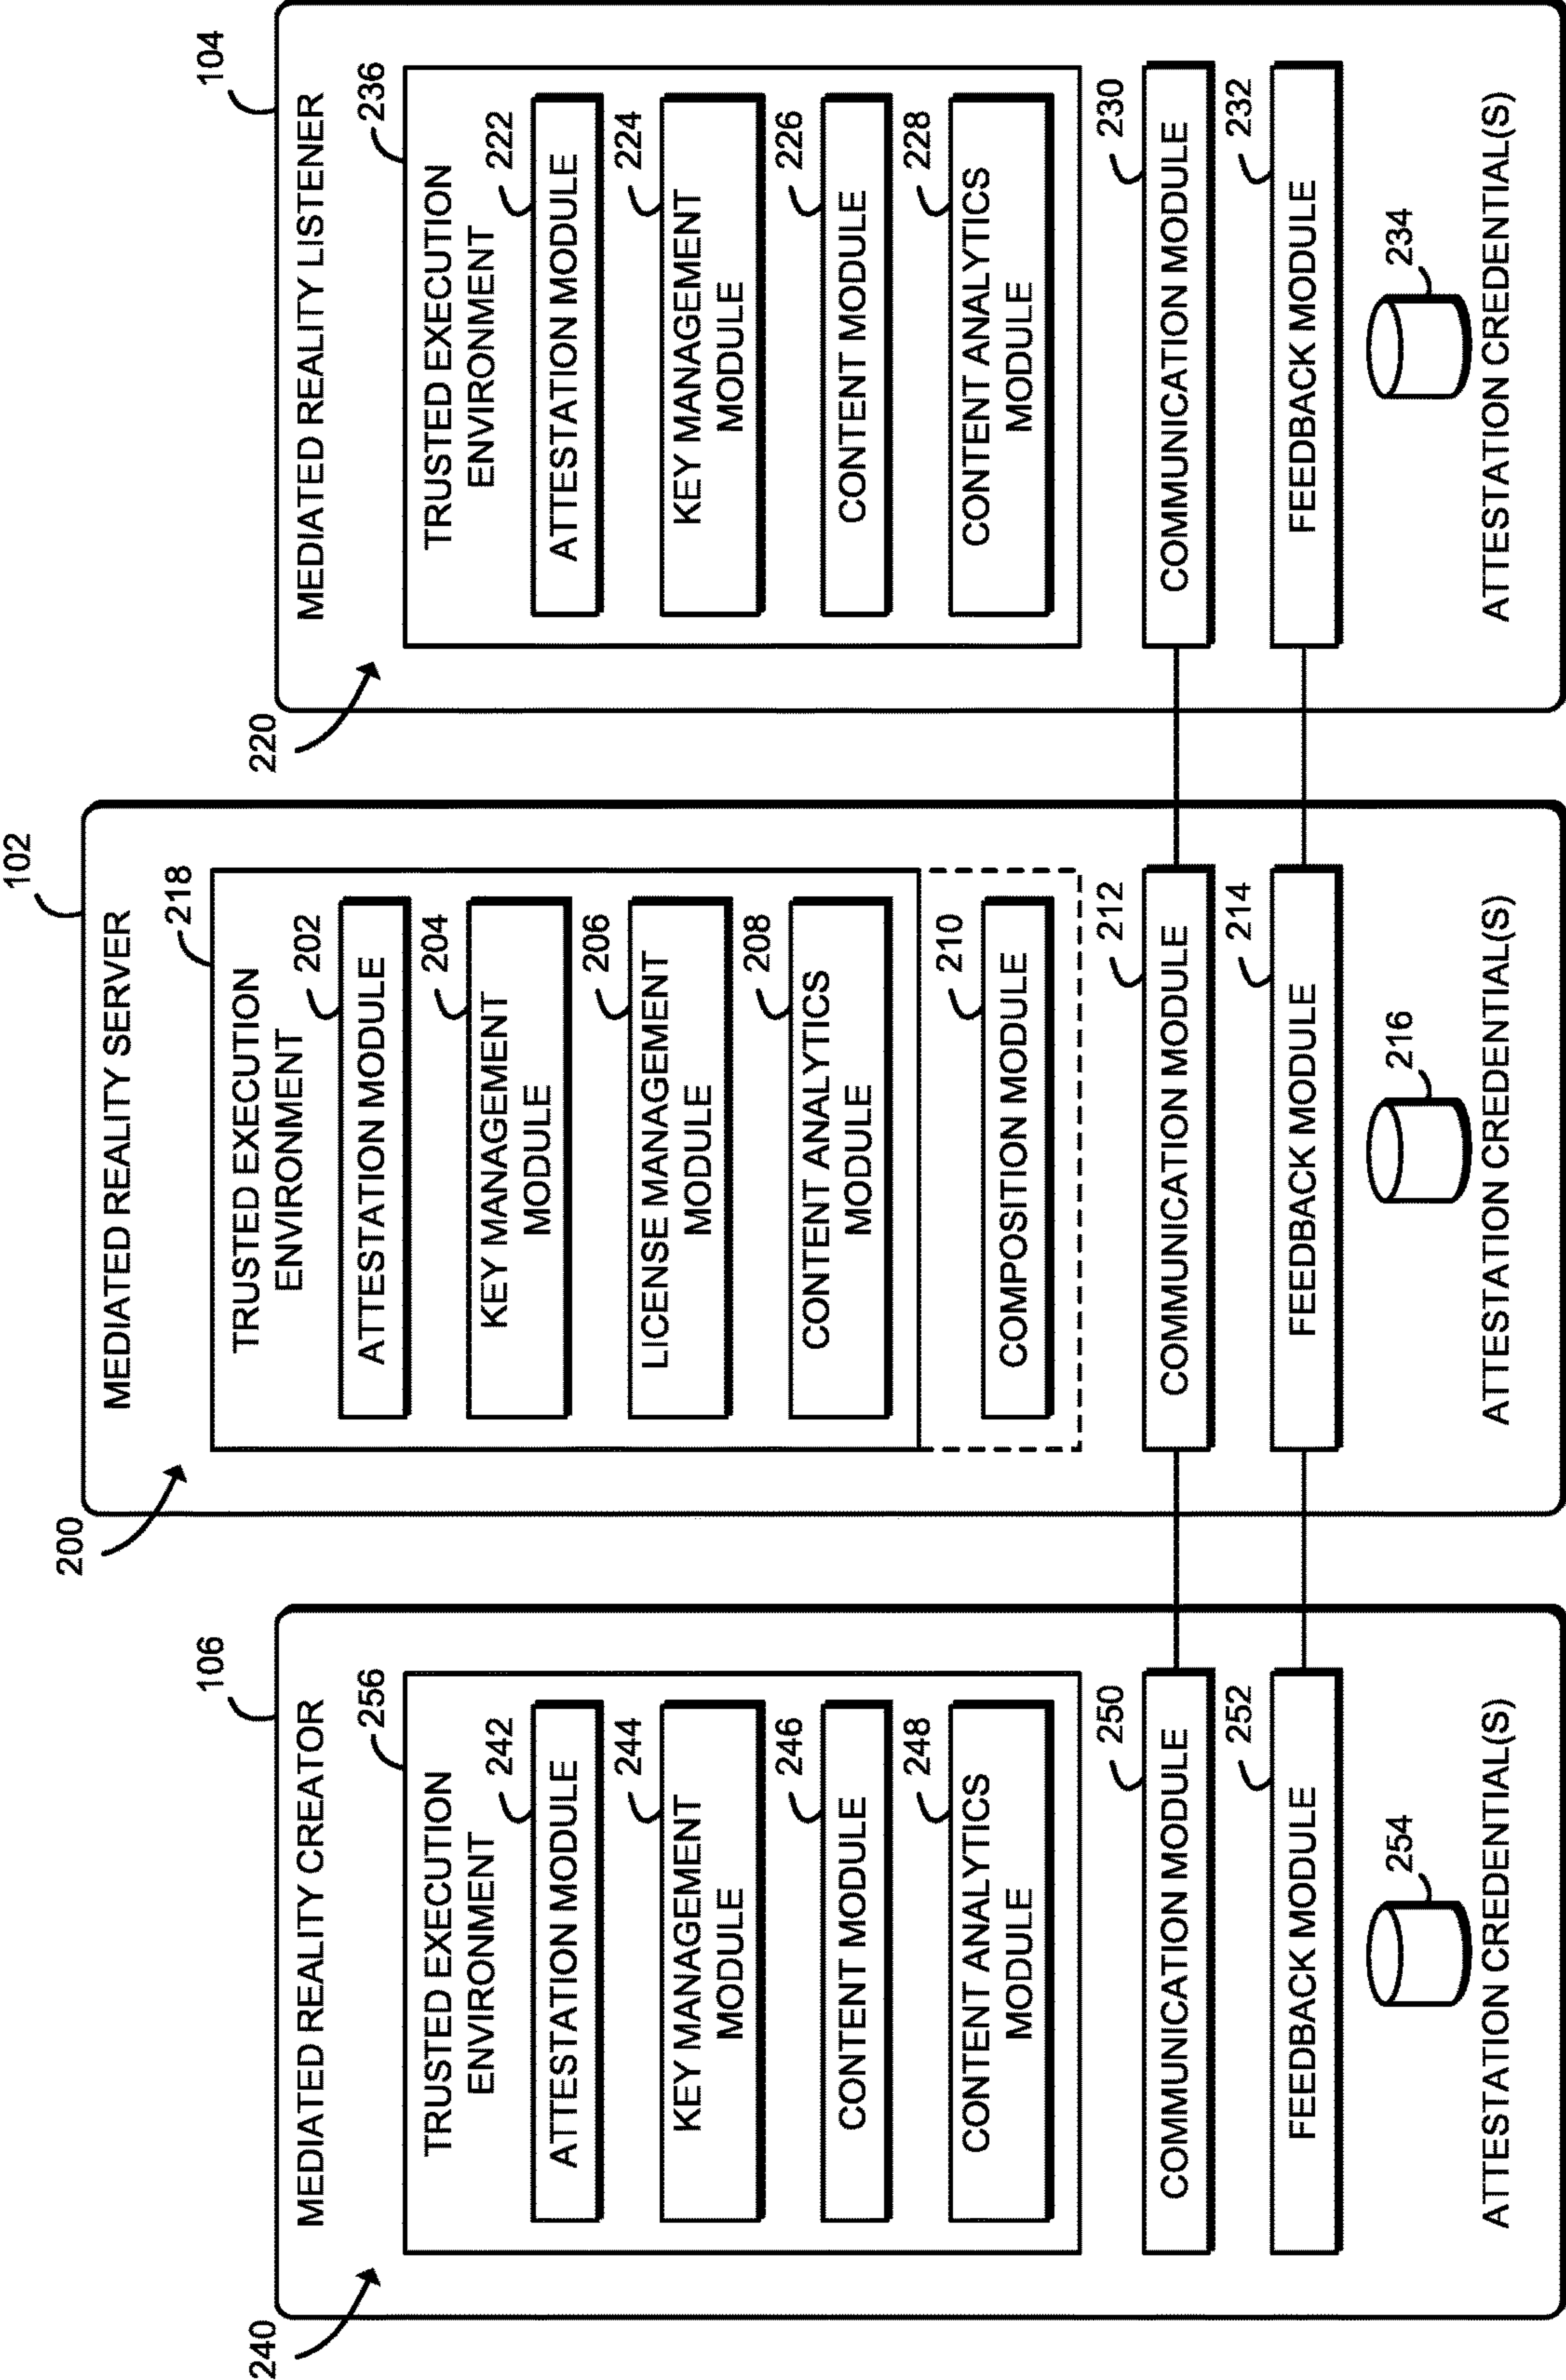 106
MEDIATED REALITY CREATOR
240
256
TRUSTED EXECUTION
ENVIRONMENT
242
ATTESTATION MODULE
244
KEY MANAGEMENT
MODULE
246
CONTENT MODULE
248
CONTENT ANALYTICS
MODULE
250
COMMUNICATION MODULE
252
FEEDBACK MODULE
254
ATTESTATION CREDENTIAL(S)
102
MEDIATED REALITY SERVER
200
218
TRUSTED EXECUTION
ENVIRONMENT
202
ATTESTATION MODULE
204
KEY MANAGEMENT
MODULE
206
LICENSE MANAGEMENT
MODULE
208
CONTENT ANALYTICS
MODULE
210
COMPOSITION MODULE
212
COMMUNICATION MODULE
214
FEEDBACK MODULE
216
ATTESTATION CREDENTIAL(S)
104
MEDIATED REALITY LISTENER
220
236
TRUSTED EXECUTION
ENVIRONMENT
222
ATTESTATION MODULE
224
KEY MANAGEMENT
MODULE
226
CONTENT MODULE
228
CONTENT ANALYTICS
MODULE
230
COMMUNICATION MODULE
232
FEEDBACK MODULE
234
ATTESTATION CREDENTIAL(S)